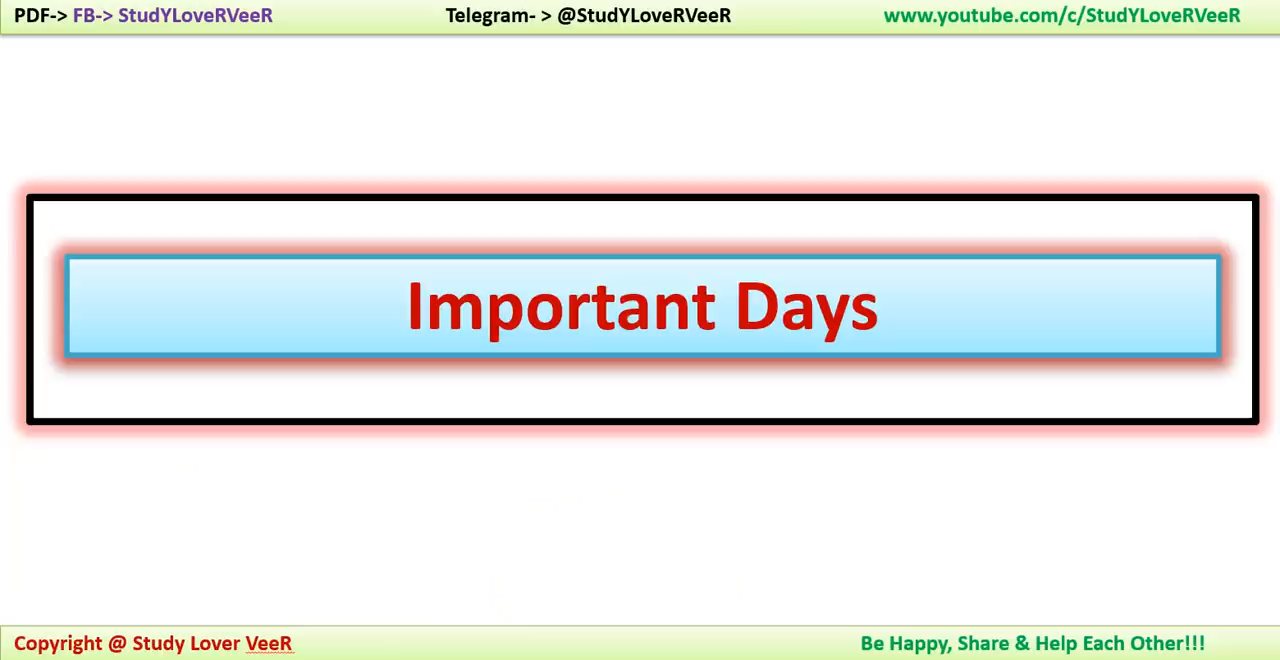 PDF-> FB-> StudYLoveRVeeR Telegram- > @StudYLoveRVeeR www.youtube.com/c/StudYLoveRVeeR
Important Days
Copyright @ Study Lover VeeR Be Happy, Share & Help Each Other!!!